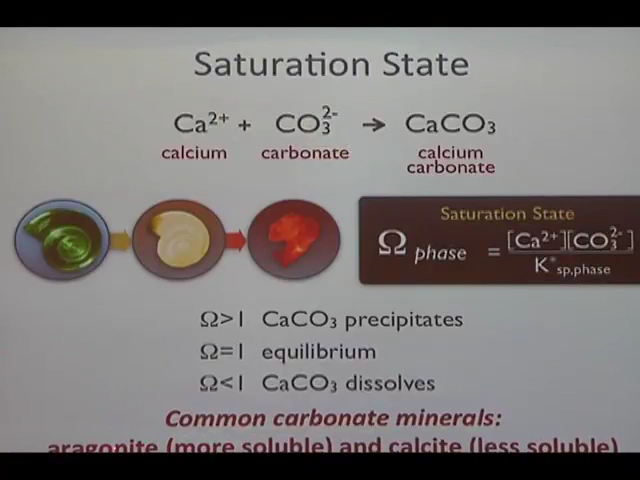 Saturation State
Ca²⁺ + CO₃²⁻ → CaCO₃
calcium carbonate calcium
carbonate
Saturation State
Ω phase = [Ca²⁺][CO₃²⁻]
K*sp,phase
Ω>1 CaCO₃ precipitates
Ω=1 equilibrium
Ω<1 CaCO₃ dissolves
Common carbonate minerals:
aragonite (more soluble) and calcite (less soluble)